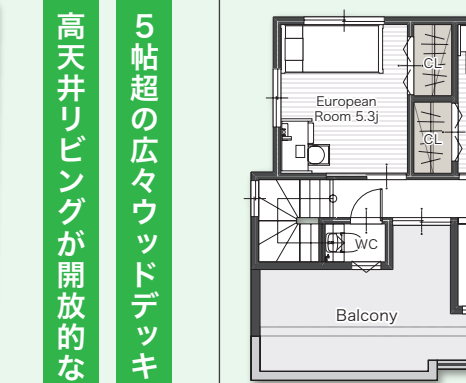 ５帖超の広々ウッドデッキ
高天井リビングが開放的な
European
Room 5.3j
CL
CL
WC
Balcony